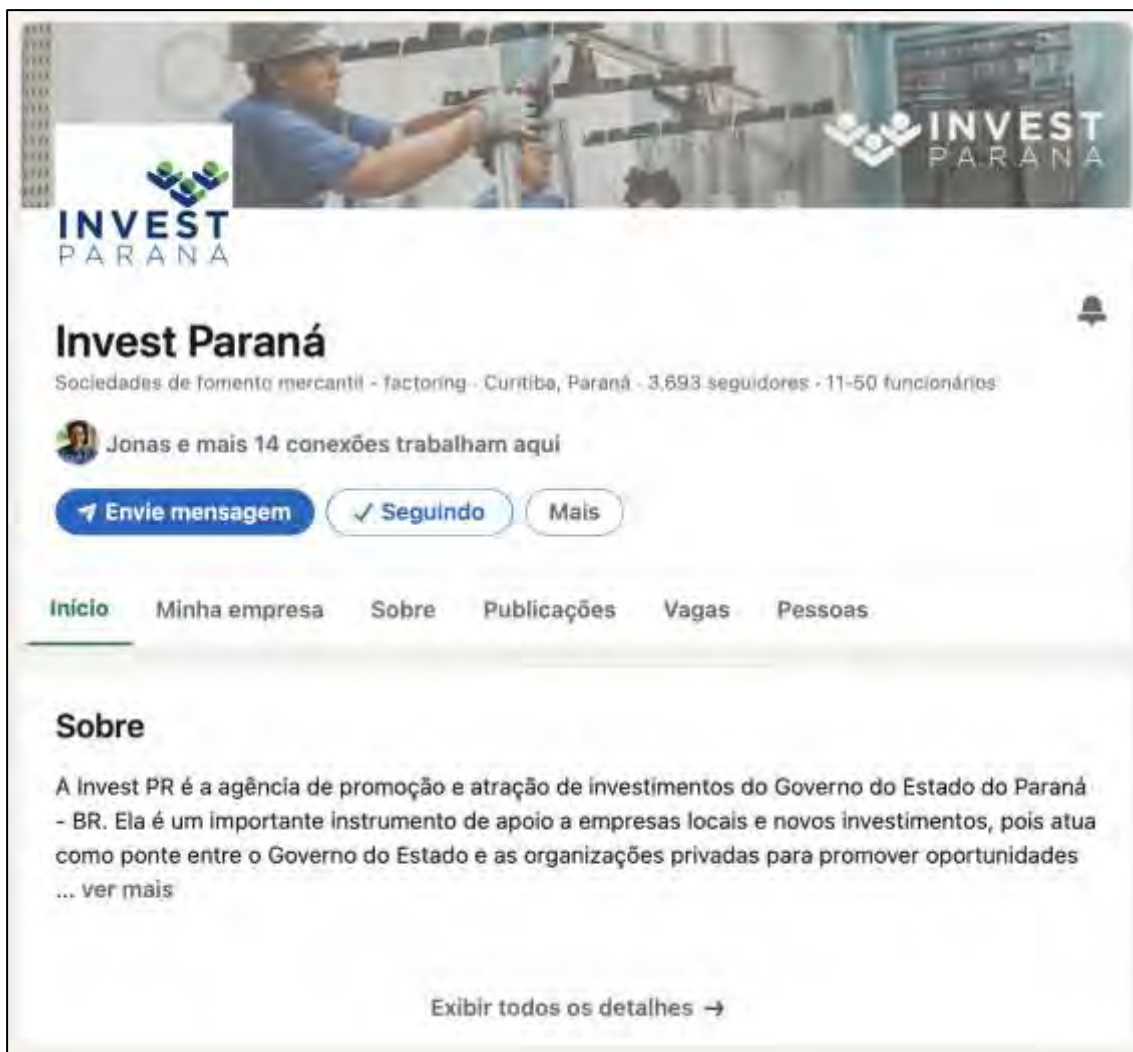 INVEST
PARANÁ
INVEST
PARANÁ
Invest Paraná
Sociedades de fomento mercantil - factoring · Curitiba, Paraná · 3.693 seguidores · 11-50 funcionários
Jonas e mais 14 conexões trabalham aqui
Envie mensagem ✓ Seguindo Mais
Início Minha empresa Sobre Publicações Vagas Pessoas
Sobre
A Invest PR é a agência de promoção e atração de investimentos do Governo do Estado do Paraná
- BR. Ela é um importante instrumento de apoio a empresas locais e novos investimentos, pois atua
como ponte entre o Governo do Estado e as organizações privadas para promover oportunidades
... ver mais
Exibir todos os detalhes →